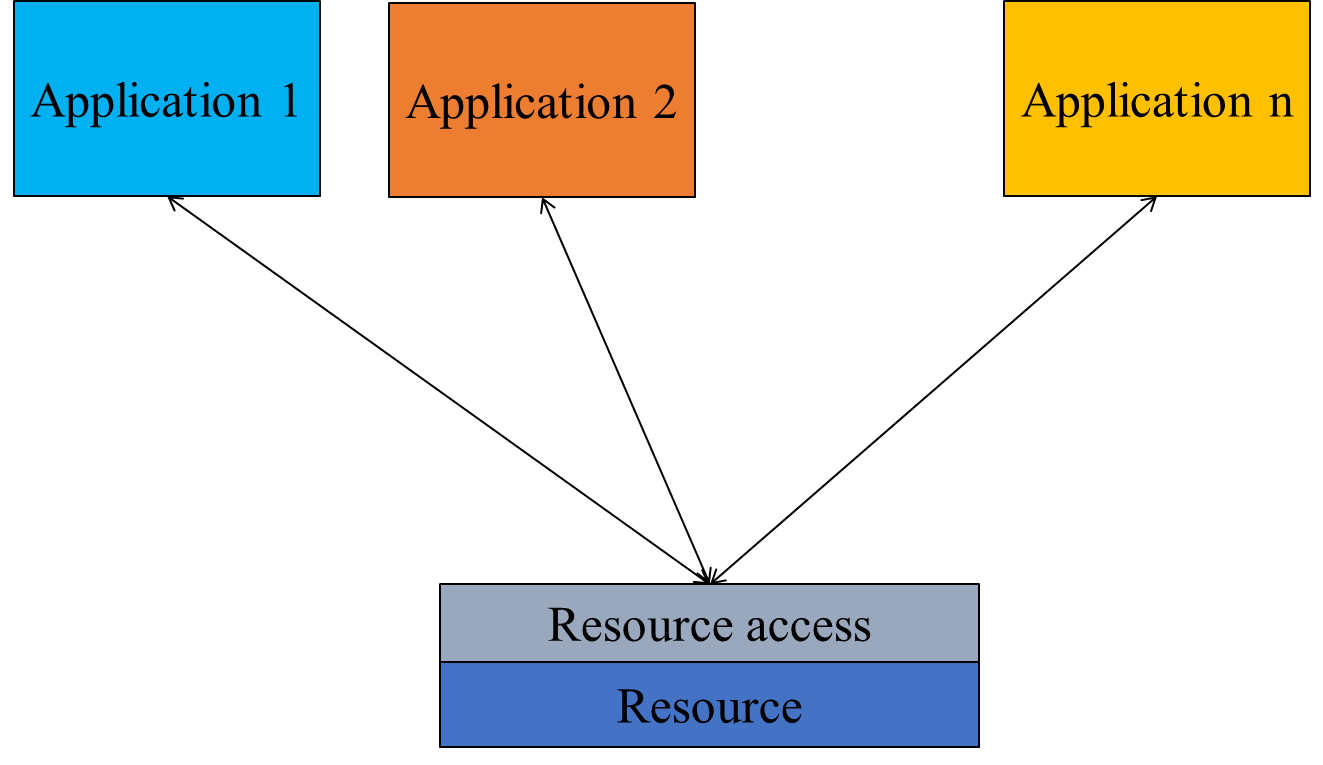 Application 1
Application 2
Application n
Resource access
Resource